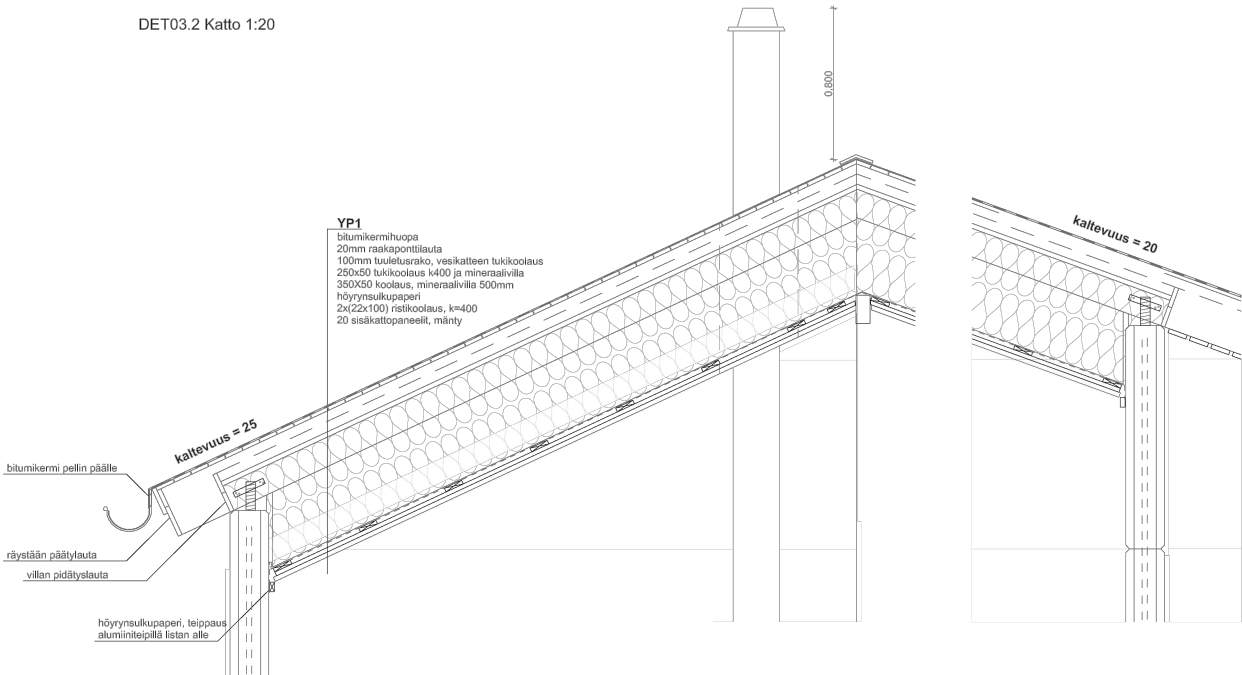 DET03.2 Katto 1:20
0.800
YP1
bitumikermihuopa
20mm raakaponttilauta
100mm tuuletusrako, vesikatteen tukikoolaus
250x50 tukikoolaus k400 ja mineraalivilla
350X50 koolaus, mineraalivilla 500mm
höyrynsulkupaperi
2x(22x100) ristikoolaus, k=400
20 sisäkattopaneelit, mänty
kaltevuus = 20
kaltevuus = 25
bitumikermi pellin päälle
räystään päätylauta
villan pidätyslauta
höyrynsulkupaperi, teippaus
alumiiniteipillä listan alle